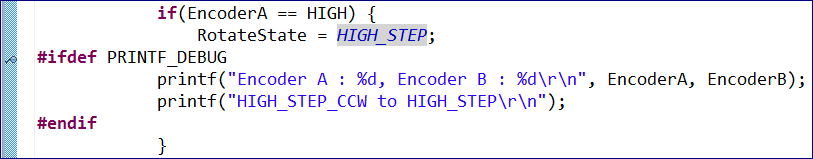 if(EncoderA == HIGH) {
RotateState = HIGH_STEP;
#ifdef PRINTF_DEBUG
printf("Encoder A : %d, Encoder B : %d\r\n", EncoderA, EncoderB);
printf("HIGH_STEP_CCW to HIGH_STEP\r\n");
#endif
}